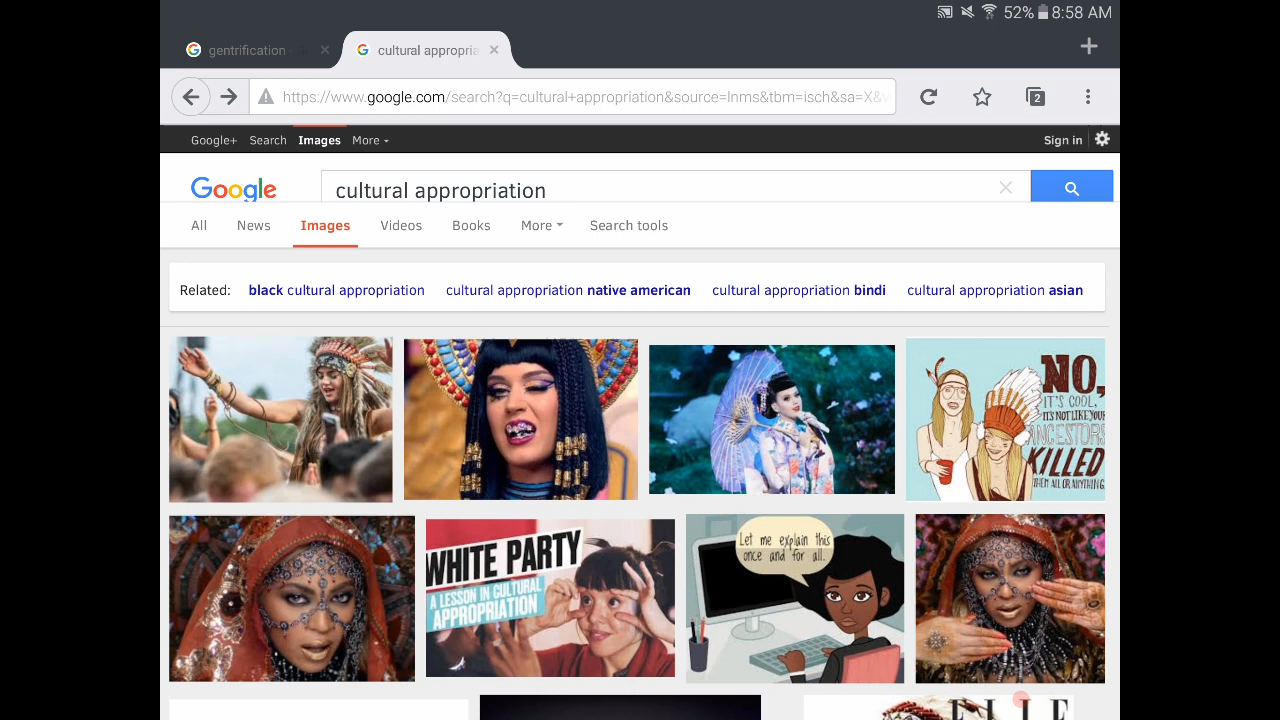 52% 8:58 AM
gentrification
cultural appropria
https://www.google.com/search?q=cultural+appropriation&source=lnms&tbm=isch&sa=X&v
2
Google+ Search Images More Sign in
Google cultural appropriation
All News Images Videos Books More Search tools
Related: black cultural appropriation cultural appropriation native american cultural appropriation bindi cultural appropriation asian
NO,
IT'S COOL,
IT'S NOT LIKE YOUR
ANCESTORS
KILLED
THEM ALL OR ANYTHING
WHITE PARTY
A LESSON IN CULTURAL
APPROPRIATION
Let me explain this
once and for all.
ELLE